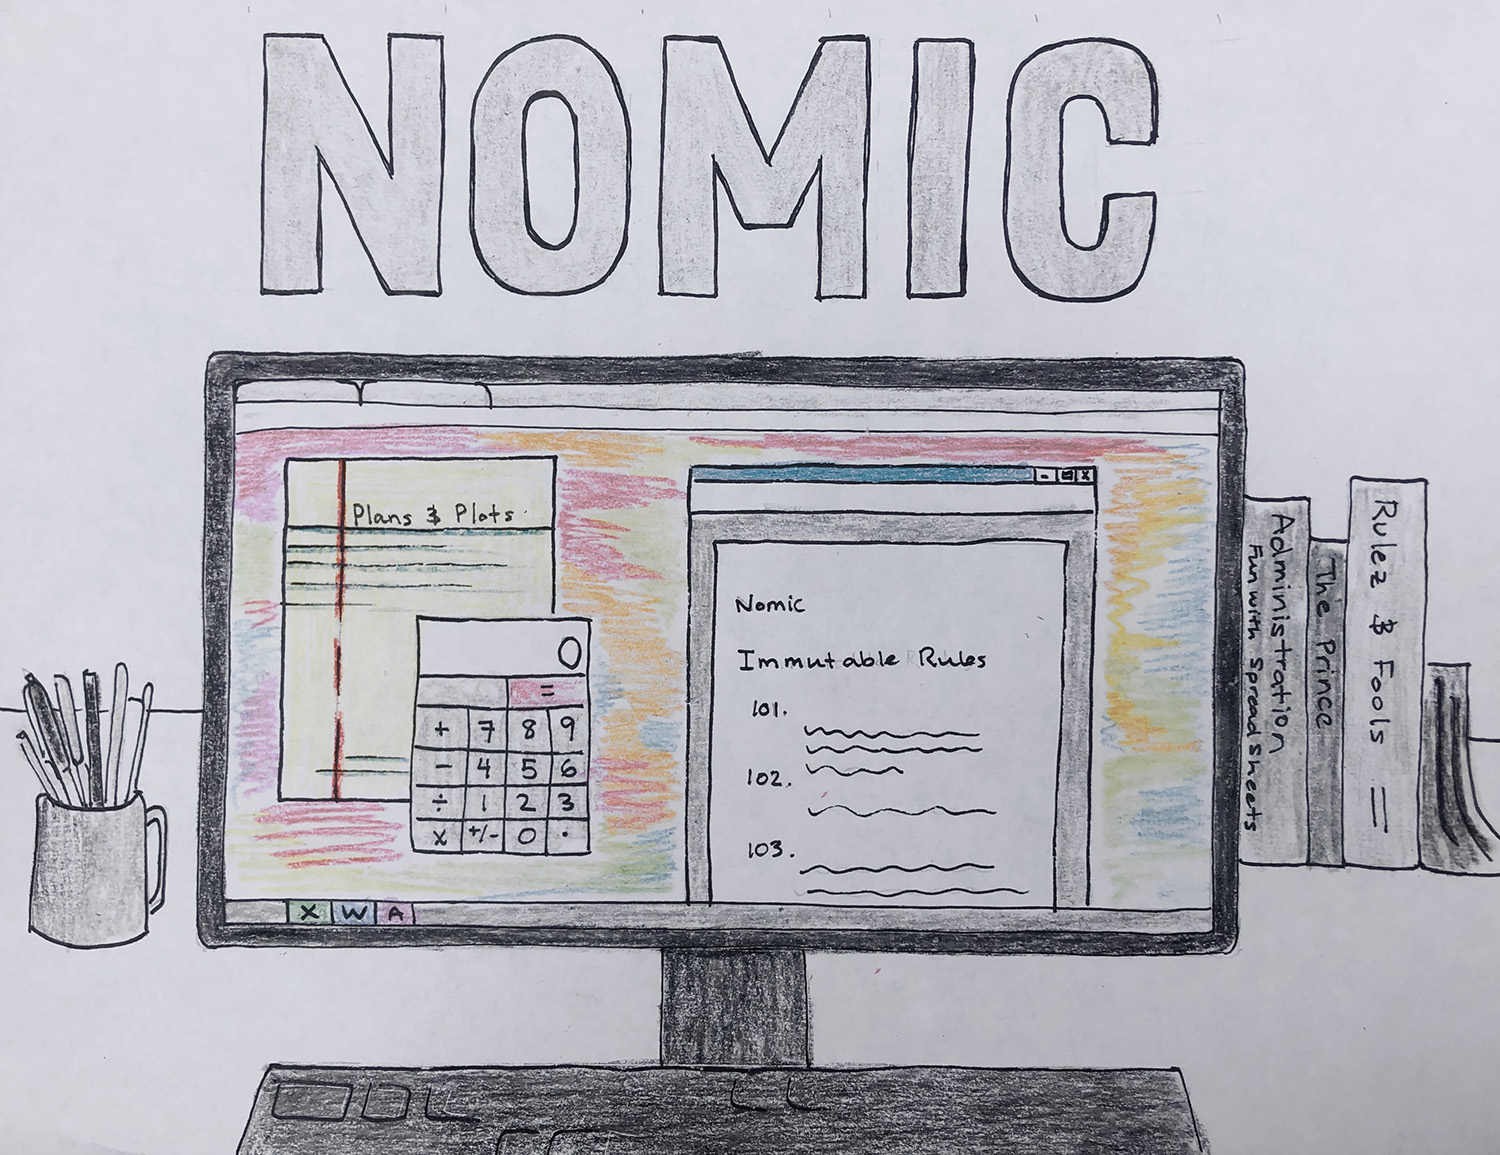 NOMIC
Plans & Plots
0
=
+ 7 8 9
- 4 5 6
÷ 1 2 3
x +/- 0 .
- x
Nomic
Immutable Rules
101.
102.
103.
X W A
Administration
Fun with spreadsheets
The Prince
Rulez & Fools II